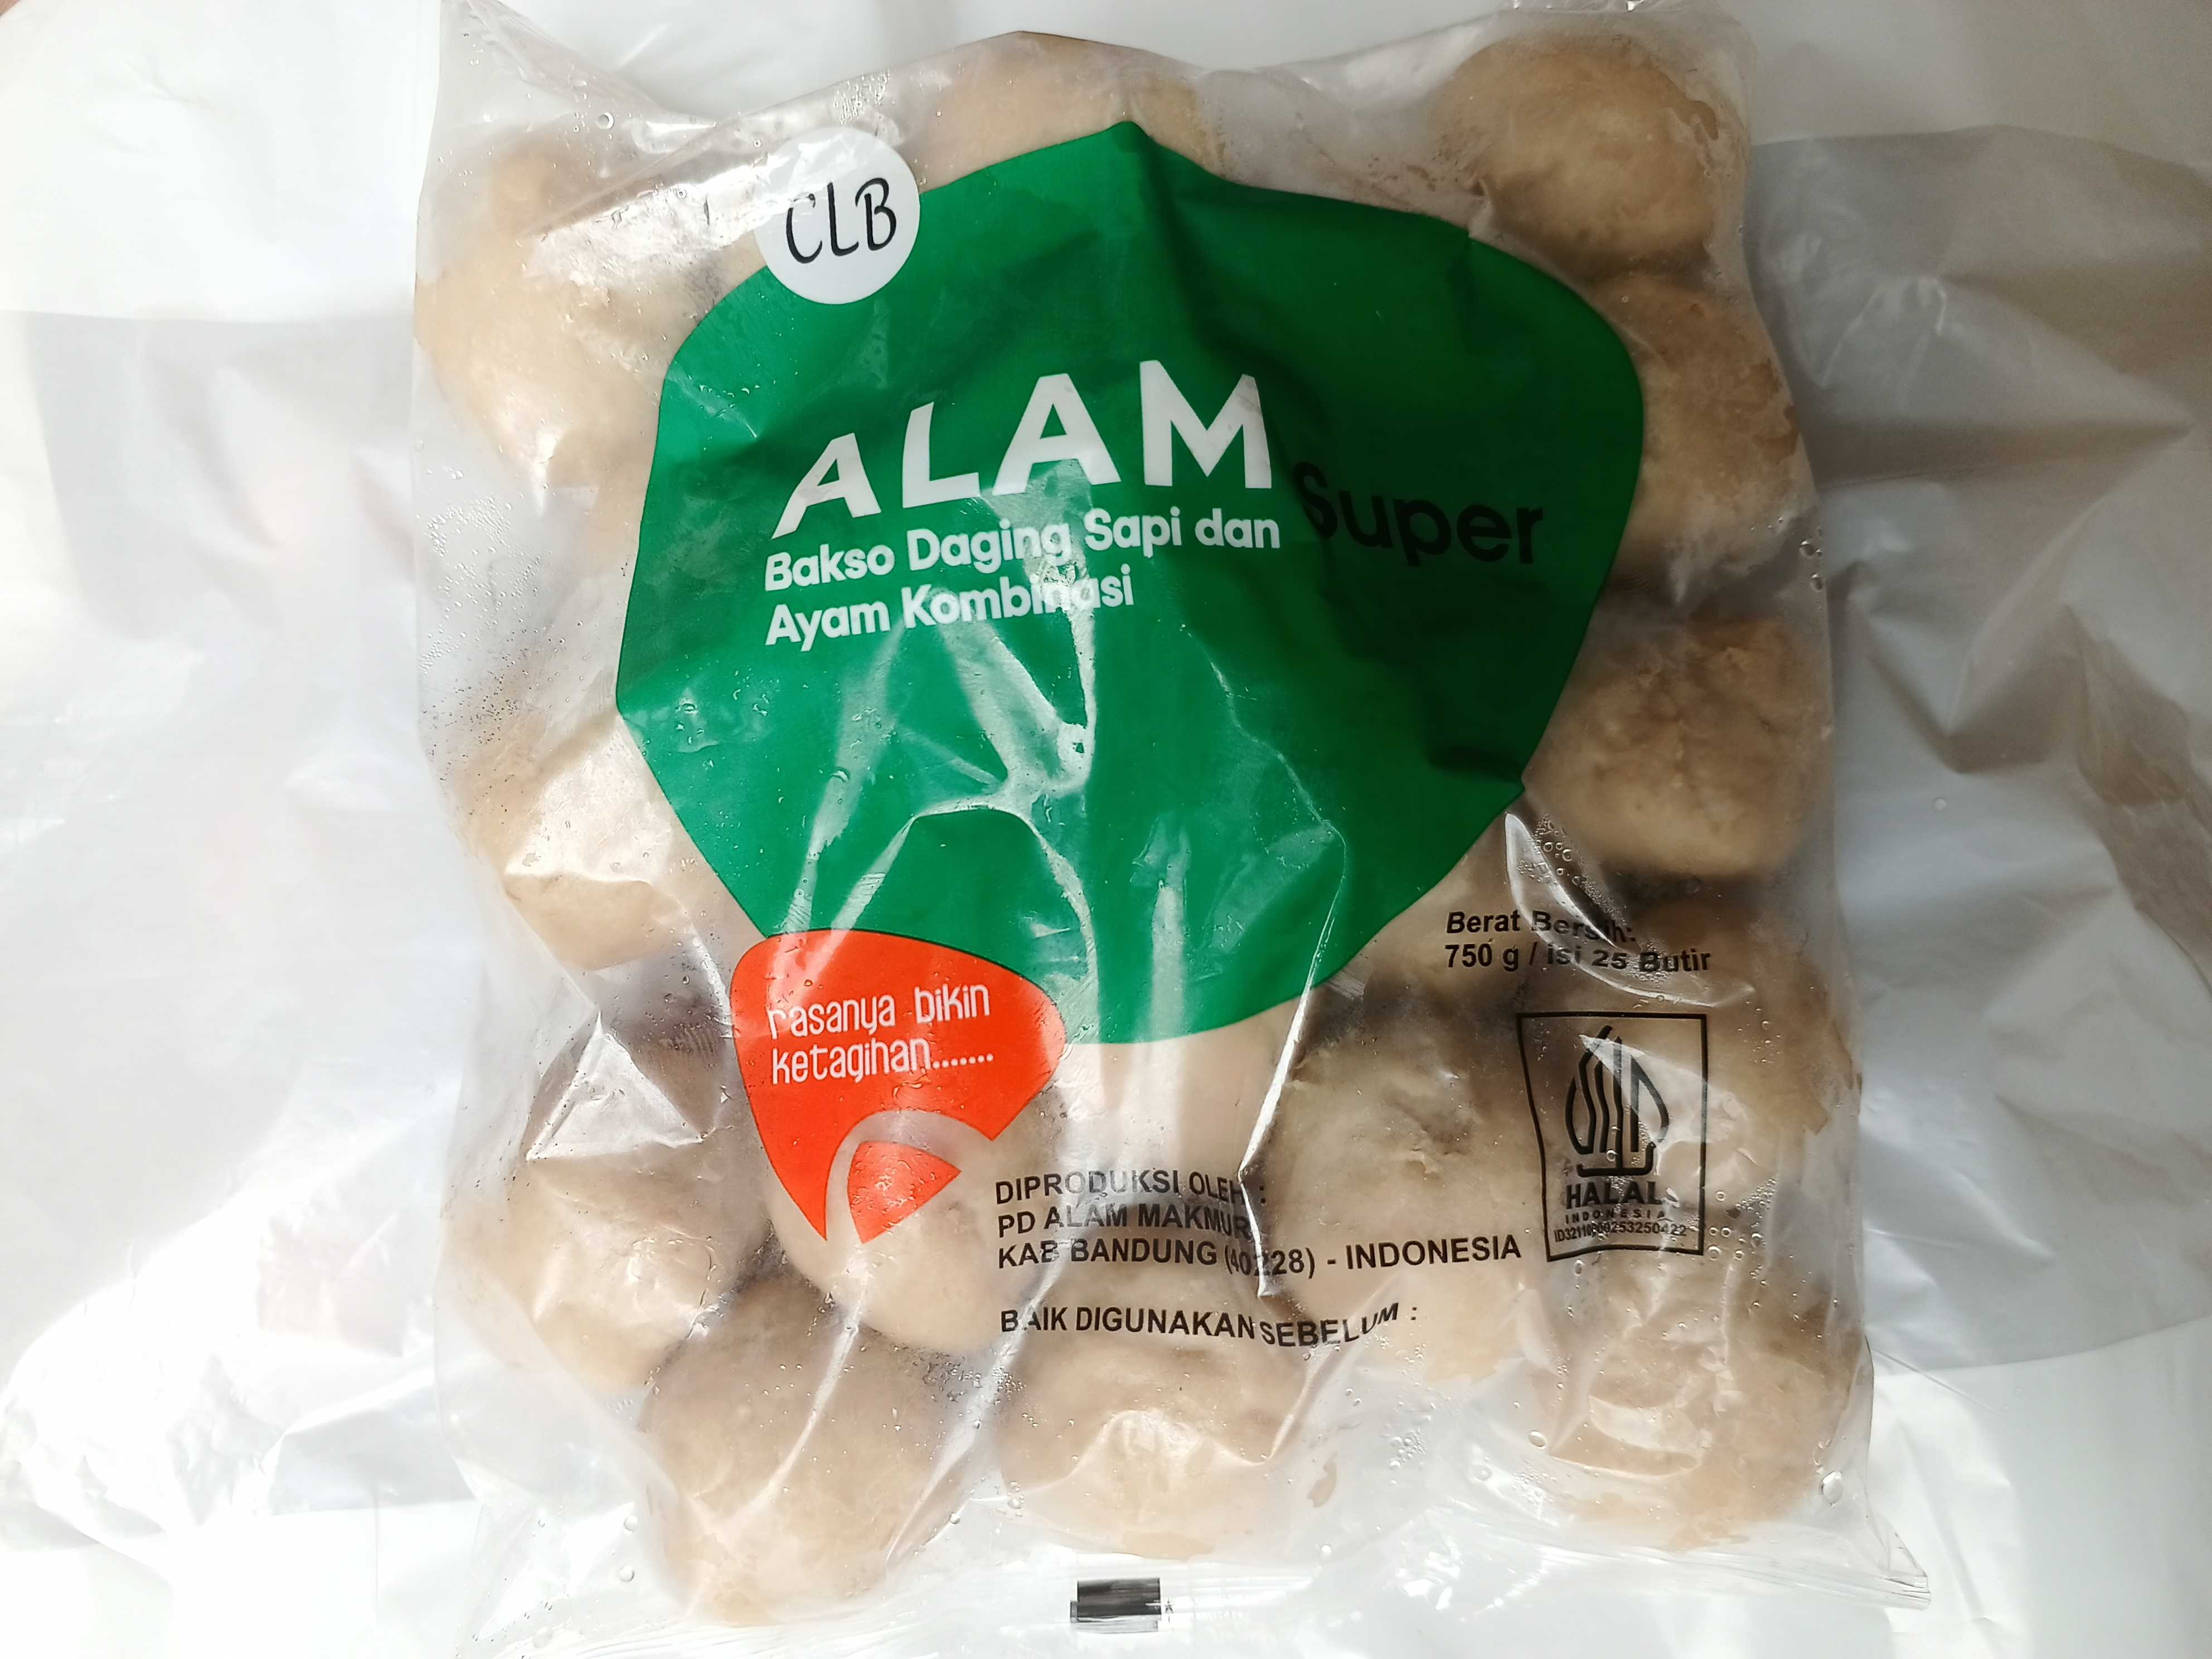 CLB
ALAM
Super
Bakso Daging Sapi dan
Ayam Kombinasi
rasanya bikin
ketagihan.......
Berat Bersih:
750 g / isi 25 Butir
HALAL
INDONESIA
DIPRODUKSI OLEH :
PD ALAM MAKMUR
KAB BANDUNG (40228) - INDONESIA
BAIK DIGUNAKAN SEBELUM :